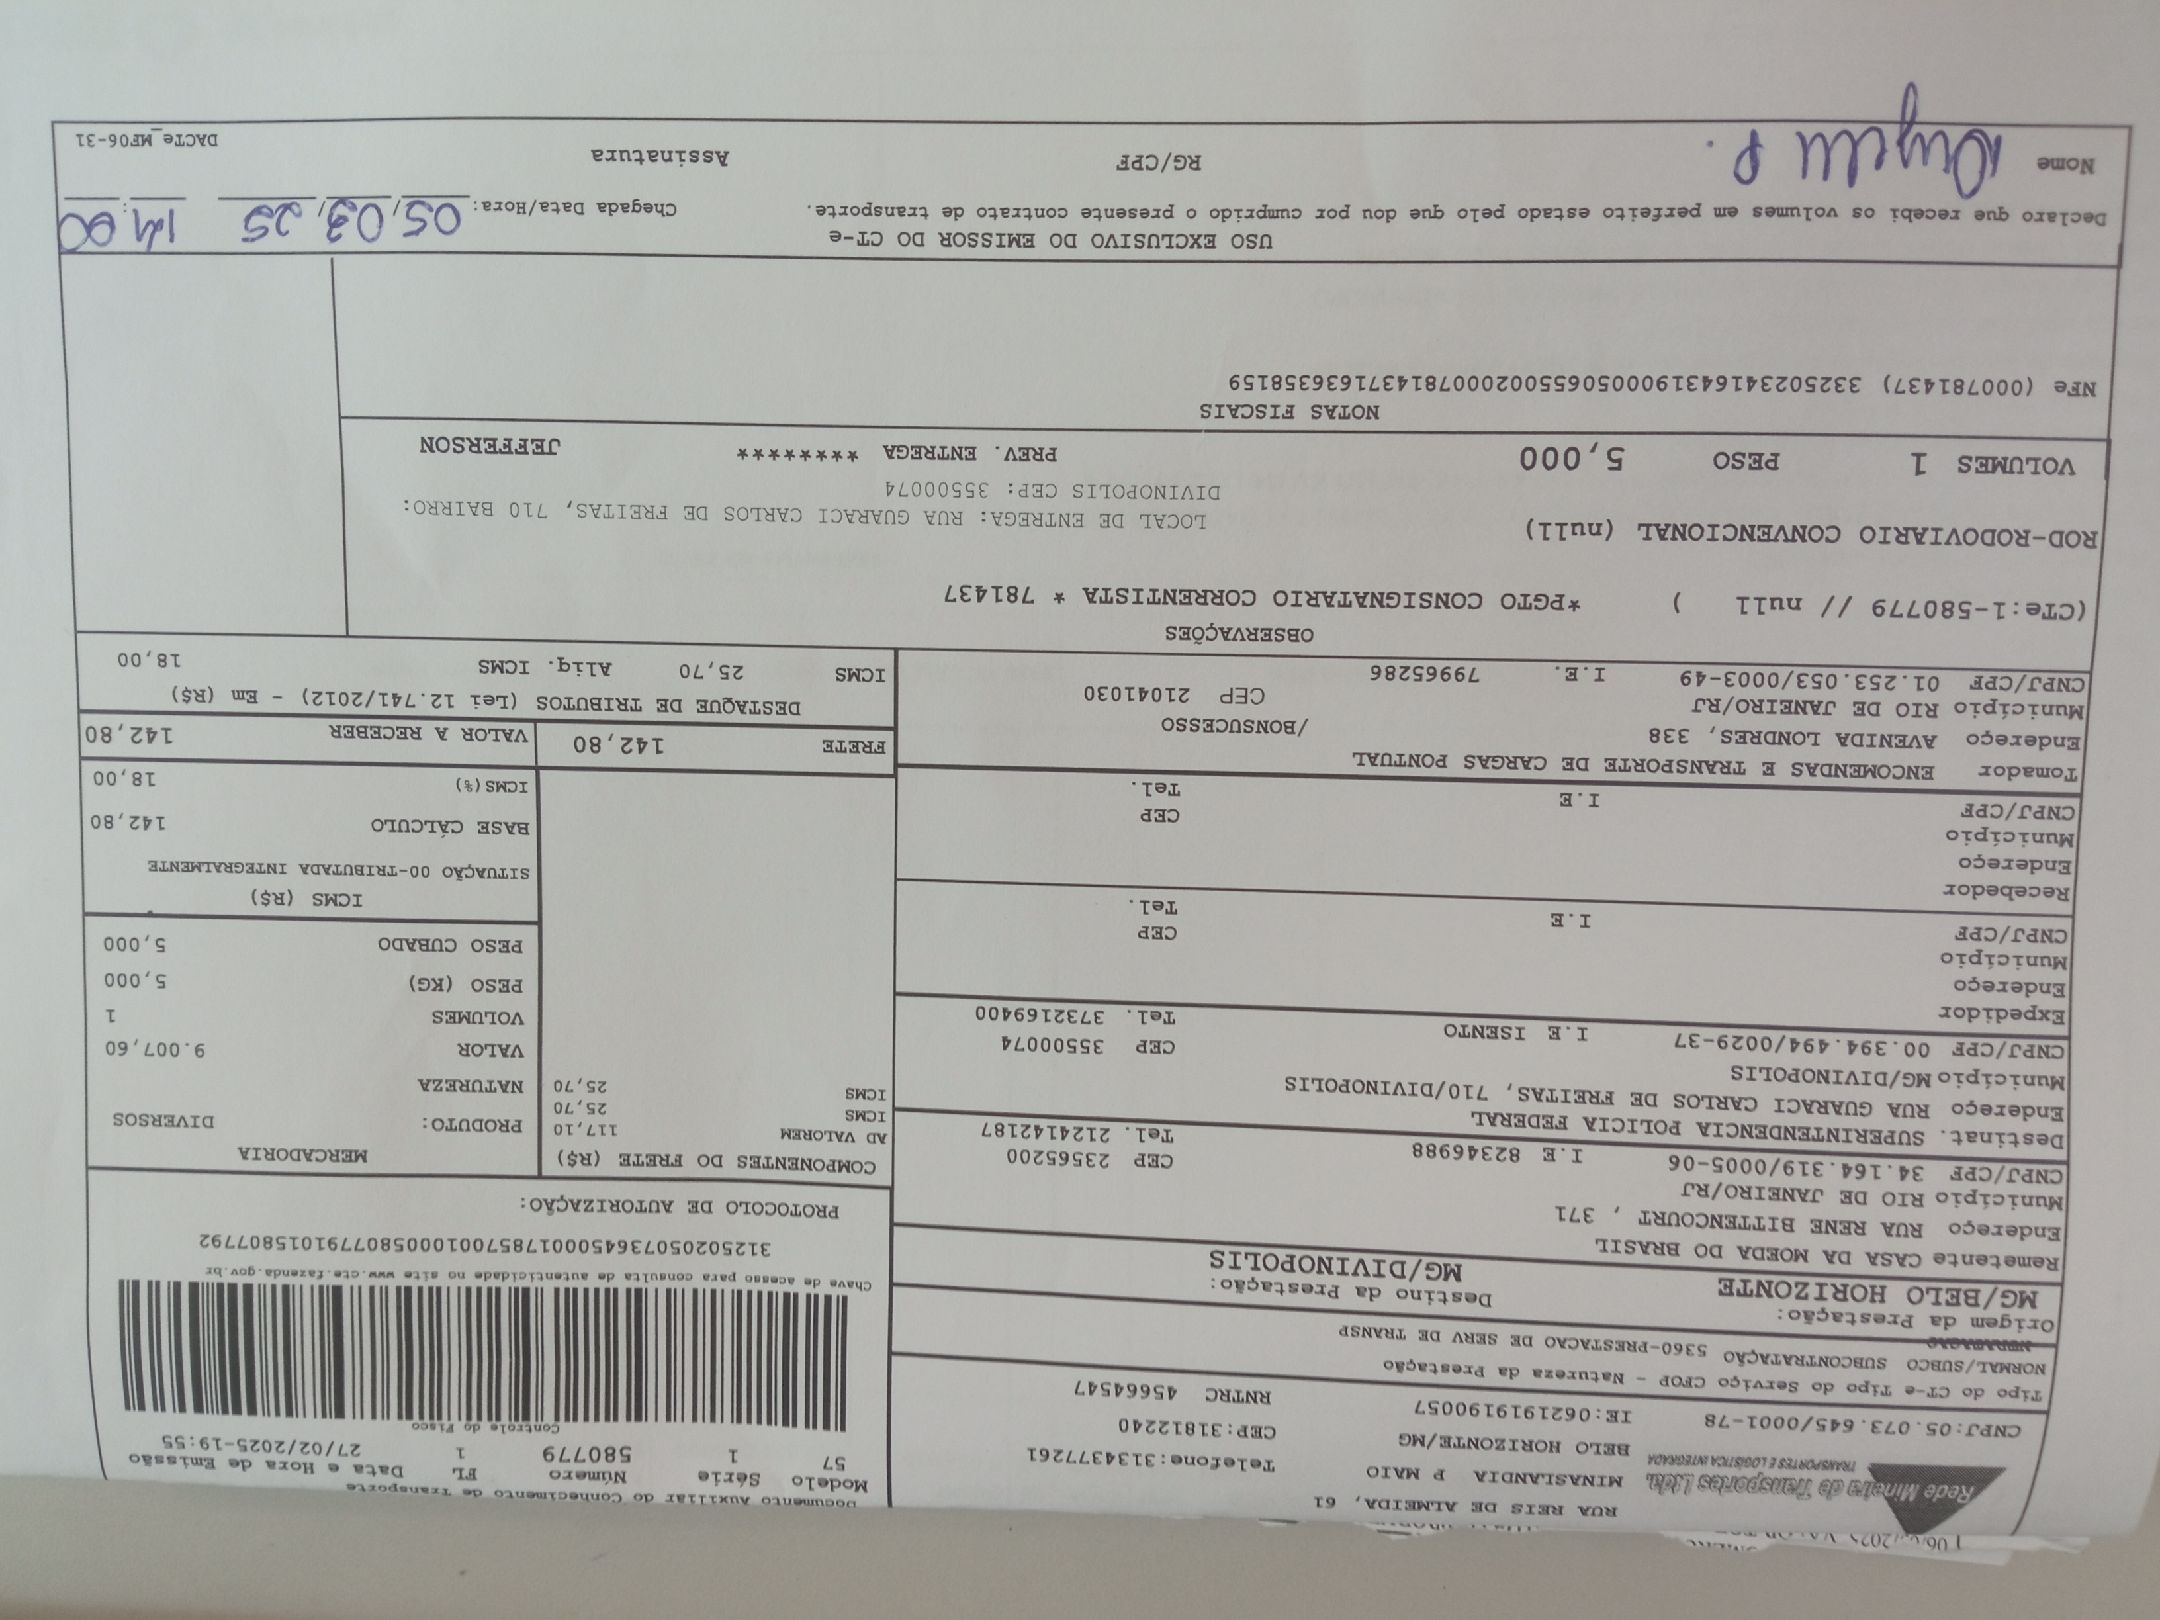 Rede Mineira de Transportes Ltda.
TRANSPORTES E LOGÍSTICA INTEGRADA
RUA REIS DE ALMEIDA, 61
MINASLANDIA P MAIO
BELO HORIZONTE/MG
Telefone:3134377261
CEP:31812240
CNPJ:05.073.645/0001-78 IE:0621919190057 RNTRC 45664547
Documento Auxiliar do Conhecimento de Transporte
Modelo Série Número FL Data e Hora de Emissão
57 1 580779 1 27/02/2025-19:55
Controle do Fisco
Chave de acesso para consulta de autenticidade no site www.cte.fazenda.gov.br
31250205073645000178570010005807791015807792
PROTOCOLO DE AUTORIZAÇÃO:
Tipo do CT-e Tipo do Serviço CFOP - Natureza da Prestação
NORMAL/SUBCO SUBCONTRATAÇÃO 5360-PRESTACAO DE SERV DE TRANSP
Origem da Prestação: Destino da Prestação:
MG/BELO HORIZONTE MG/DIVINOPOLIS
Remetente CASA DA MOEDA DO BRASIL
Endereço RUA RENE BITTENCOURT , 371
Município RIO DE JANEIRO/RJ CEP 23565200
CNPJ/CPF 34.164.319/0005-06 I.E 82346988 Tel. 2124142187
Destinat. SUPERINTENDENCIA POLICIA FEDERAL
Endereço RUA GUARACI CARLOS DE FREITAS, 710/DIVINOPOLIS
Município MG/DIVINOPOLIS CEP 35500074
CNPJ/CPF 00.394.494/0029-37 I.E ISENTO Tel. 3732169400
Expedidor
Endereço
Município CEP
CNPJ/CPF I.E Tel.
Recebedor
Endereço
Município CEP
CNPJ/CPF I.E Tel.
Tomador ENCOMENDAS E TRANSPORTE DE CARGAS PONTUAL
Endereço AVENIDA LONDRES, 338 /BONSUCESSO
Município RIO DE JANEIRO/RJ CEP 21041030
CNPJ/CPF 01.253.053/0003-49 I.E. 79965286
COMPONENTES DO FRETE (R$)
AD VALOREM 117,10
ICMS 25,70
ICMS 25,70
MERCADORIA
PRODUTO: DIVERSOS
NATUREZA
VALOR 9.007,60
VOLUMES 1
PESO (KG) 5,000
PESO CUBADO 5,000
ICMS (R$)
SITUAÇÃO 00-TRIBUTADA INTEGRALMENTE
BASE CÁLCULO 142,80
ICMS(%) 18,00
FRETE 142,80 VALOR A RECEBER 142,80
DESTAQUE DE TRIBUTOS (Lei 12.741/2012) - Em (R$)
ICMS 25,70 Aliq. ICMS 18,00
OBSERVAÇÕES
(CTe:1-580779 // null ) *PGTO CONSIGNATARIO CORRENTISTA * 781437
ROD-RODOVIARIO CONVENCIONAL (null)
LOCAL DE ENTREGA: RUA GUARACI CARLOS DE FREITAS, 710 BAIRRO:
DIVINOPOLIS CEP: 35500074
VOLUMES 1 PESO 5,000 PREV. ENTREGA ******** JEFFERSON
NOTAS FISCAIS
NFe (000781437) 33250234164319000506550020007814371636358159
USO EXCLUSIVO DO EMISSOR DO CT-e
Declaro que recebi os volumes em perfeito estado pelo que dou por cumprido o presente contrato de transporte. Chegada Data/Hora: 05/03/25 14:00
Nome RG/CPF Assinatura
DACTe_MF06-31